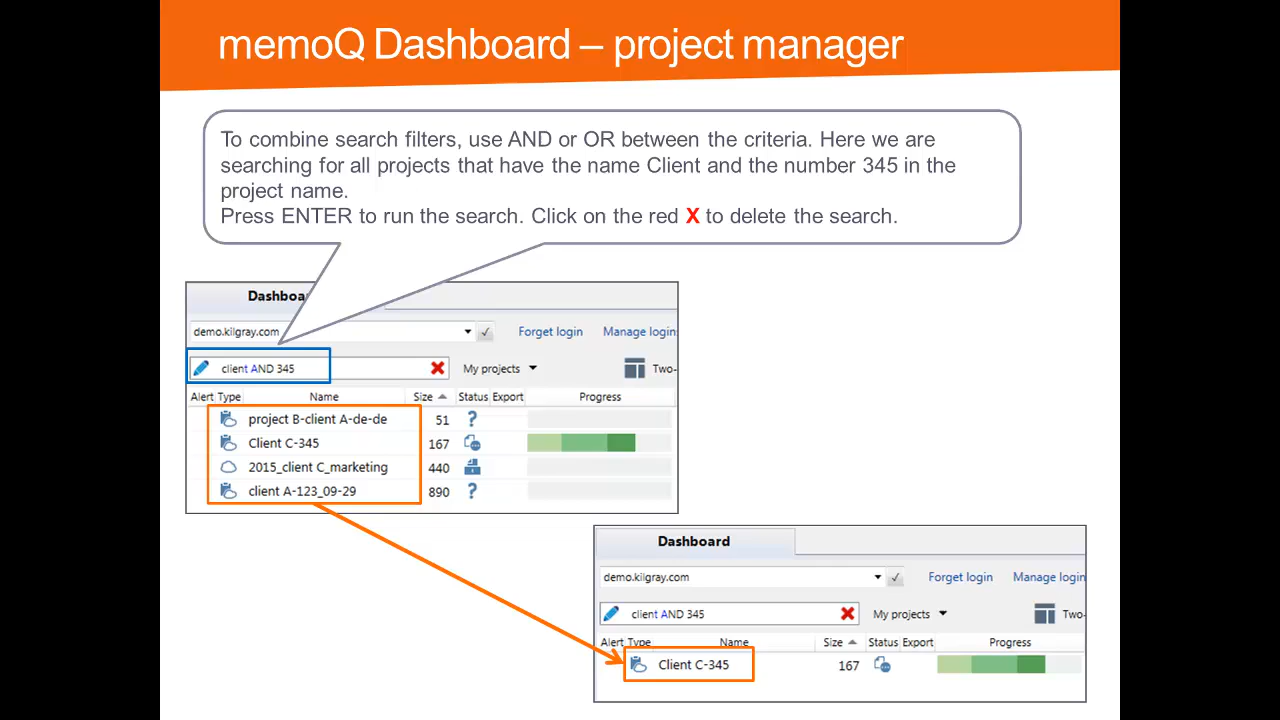 memoQ Dashboard – project manager
To combine search filters, use AND or OR between the criteria. Here we are
searching for all projects that have the name Client and the number 345 in the
project name.
Press ENTER to run the search. Click on the red X to delete the search.
Dashboa
demo.kilgray.com Forget login Manage login
client AND 345 My projects Two-
Alert Type Name Size Status Export Progress
project B-client A-de-de 51 ?
Client C-345 167
2015_client C_marketing 440
client A-123_09-29 890 ?
Dashboard
demo.kilgray.com Forget login Manage login
client AND 345 My projects Two-
Alert Type Name Size Status Export Progress
Client C-345 167